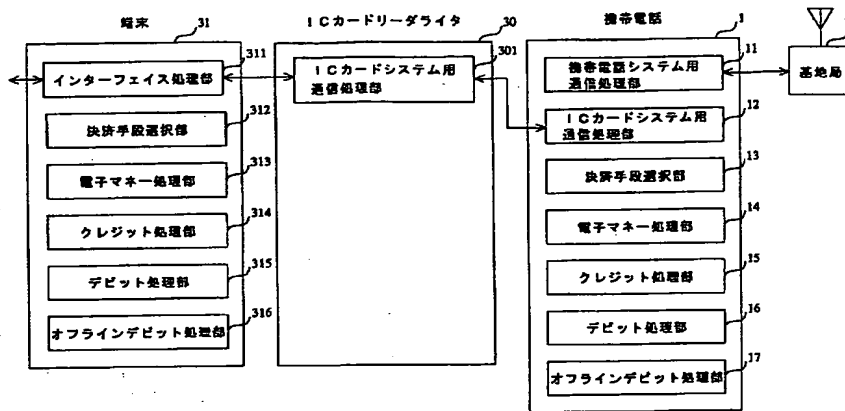 端末
31
インターフェイス処理部
311
決済手段選択部
312
電子マネー処理部
313
クレジット処理部
314
デビット処理部
315
オフラインデビット処理部
316
ICカードリーダライタ
30
ICカードシステム用
通信処理部
301
携帯電話
1
携帯電話システム用
通信処理部
11
ICカードシステム用
通信処理部
12
決済手段選択部
13
電子マネー処理部
14
クレジット処理部
15
デビット処理部
16
オフラインデビット処理部
17
基地局